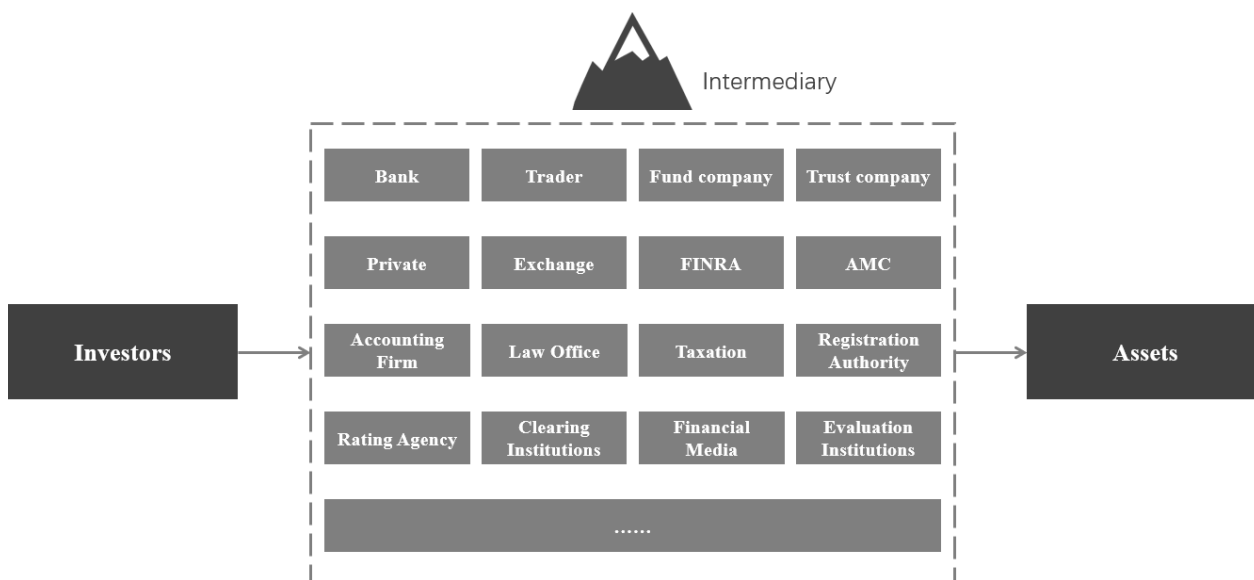 Intermediary
Bank
Trader
Fund company
Trust company
Private
Exchange
FINRA
AMC
Investors
Accounting
Firm
Law Office
Taxation
Registration
Authority
Assets
Rating Agency
Clearing
Institutions
Financial
Media
Evaluation
Institutions
......